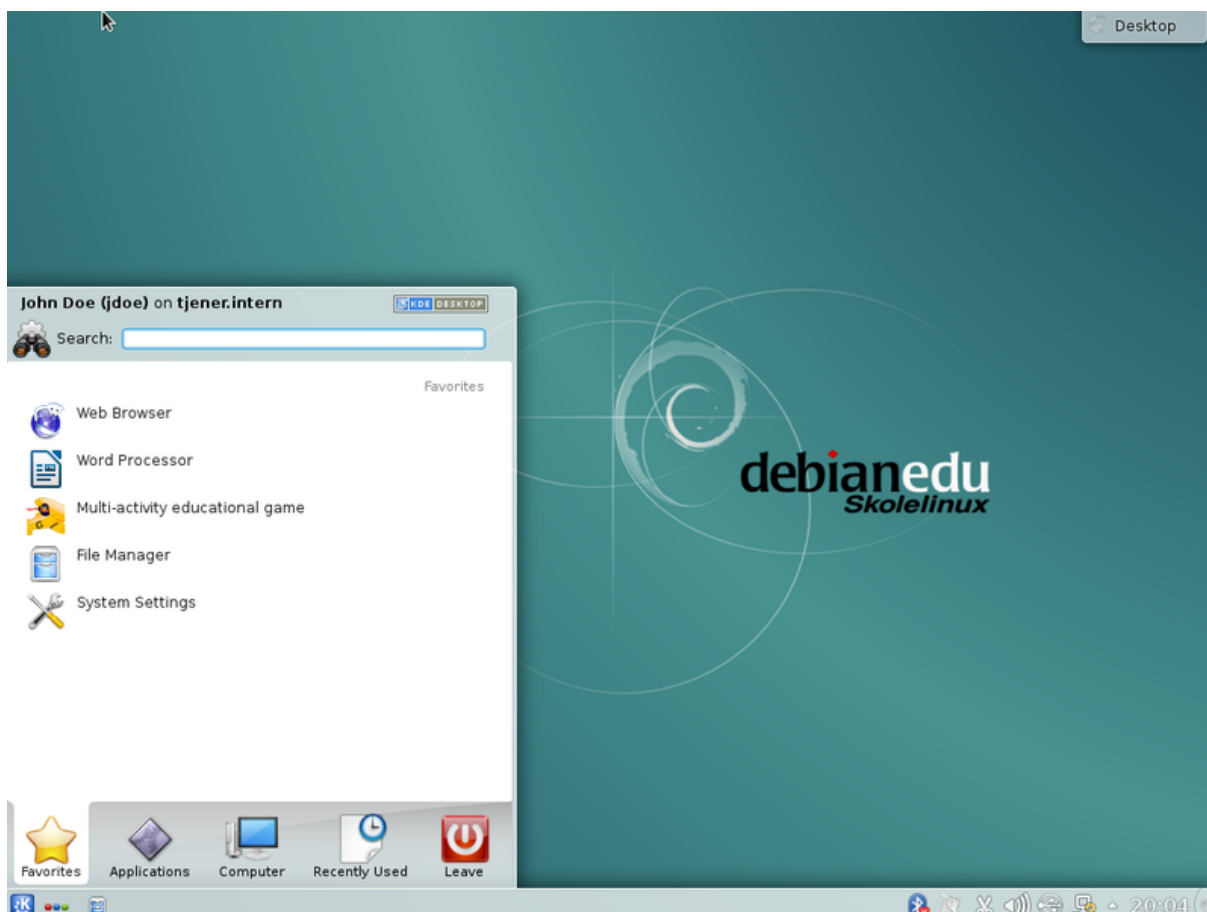 Desktop
John Doe (jdoe) on tjener.intern
KDE DESKTOP
Search:
Favorites
Web Browser
Word Processor
Multi-activity educational game
File Manager
System Settings
debianedu
Skolelinux
Favorites Applications Computer Recently Used Leave
20:04